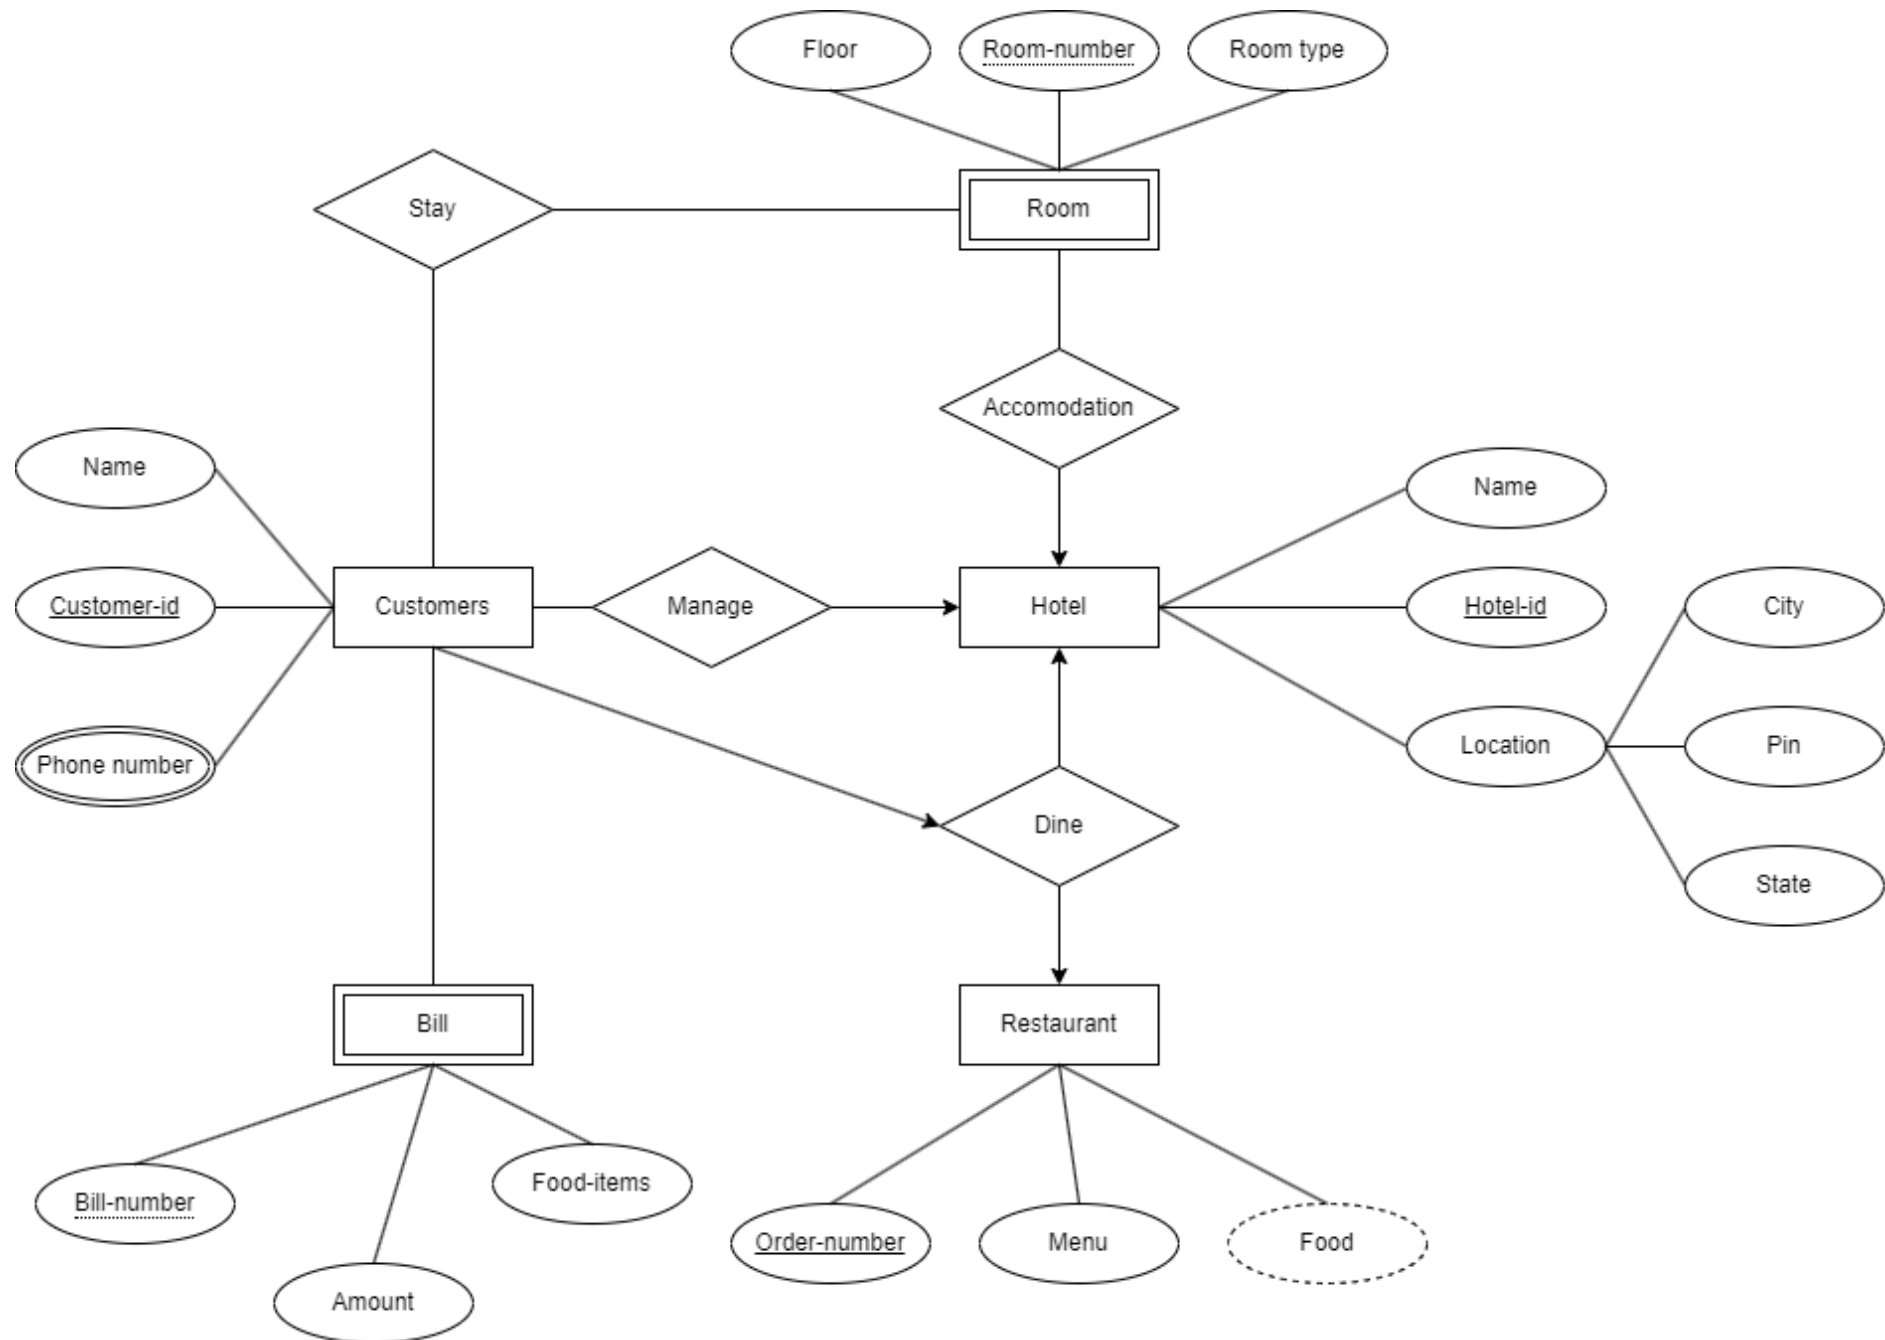 Floor
Room-number
Room type
Stay
Room
Accomodation
Name
Name
Customer-id
Customers
Manage
Hotel
Hotel-id
City
Phone number
Location
Pin
Dine
State
Bill
Restaurant
Bill-number
Food-items
Order-number
Menu
Food
Amount